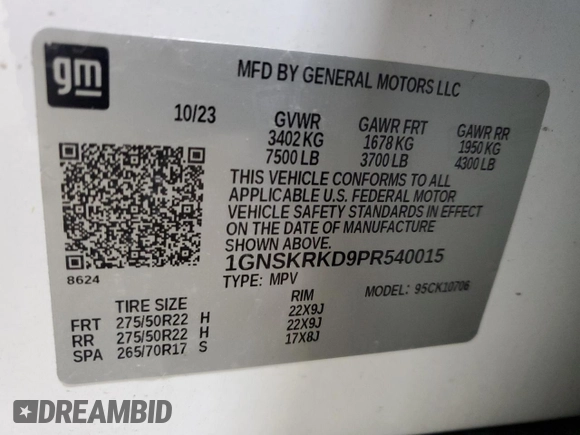 gm
MFD BY GENERAL MOTORS LLC
10/23 GVWR GAWR FRT GAWR RR
3402 KG 1678 KG 1950 KG
7500 LB 3700 LB 4300 LB
THIS VEHICLE CONFORMS TO ALL
APPLICABLE U.S. FEDERAL MOTOR
VEHICLE SAFETY STANDARDS IN EFFECT
ON THE DATE OF MANUFACTURE
8624 1GNSKRKD9PR540015
TYPE: MPV MODEL: 95CK10706
TIRE SIZE RIM
FRT 275/50R22 H 22X9J
RR 275/50R22 H 22X9J
SPA 265/70R17 S 17X8J
DREAMBID